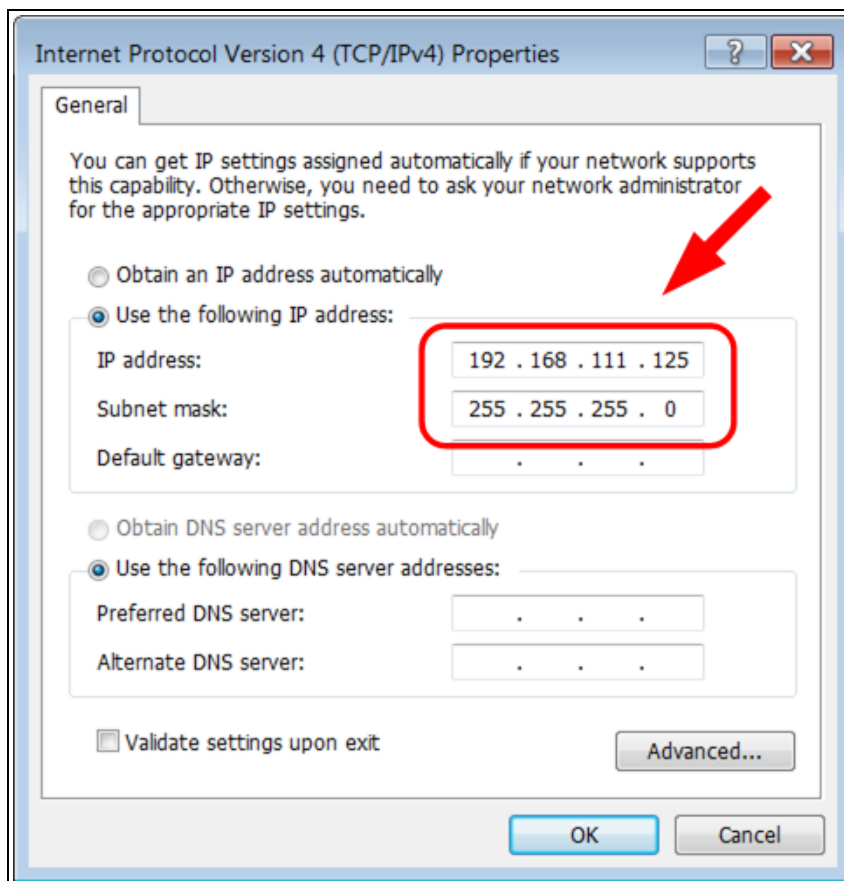 Internet Protocol Version 4 (TCP/IPv4) Properties
General
You can get IP settings assigned automatically if your network supports
this capability. Otherwise, you need to ask your network administrator
for the appropriate IP settings.
Obtain an IP address automatically
Use the following IP address:
IP address: 192 . 168 . 111 . 125
Subnet mask: 255 . 255 . 255 . 0
Default gateway: . . .
Obtain DNS server address automatically
Use the following DNS server addresses:
Preferred DNS server: . . .
Alternate DNS server: . . .
Validate settings upon exit
Advanced...
OK Cancel